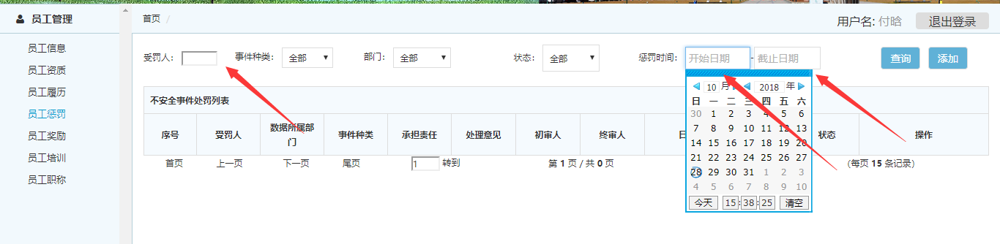 员工管理
首页 /
用户名: 付晗
退出登录
员工信息
员工资质
员工履历
员工惩罚
员工奖励
员工培训
员工职称
受罚人:
事件种类: 全部
部门: 全部
状态: 全部
惩罚时间: 开始日期 - 截止日期
查询
添加
不安全事件处罚列表
序号 受罚人 数据所属部门 事件种类 承担责任 处理意见 初审人 终审人 日 状态 操作
首页 上一页 下一页 尾页 1 转到 第 1 页 / 共 0 页 (每页 15 条记录)
10 月 2018 年
日 一 二 三 四 五 六
30 1 2 3 4 5 6
7 8 9 10 11 12 13
14 15 16 17 18 19 20
21 22 23 24 25 26 27
28 29 30 31 1 2 3
4 5 6 7 8 9 10
今天 15:38:25 清空